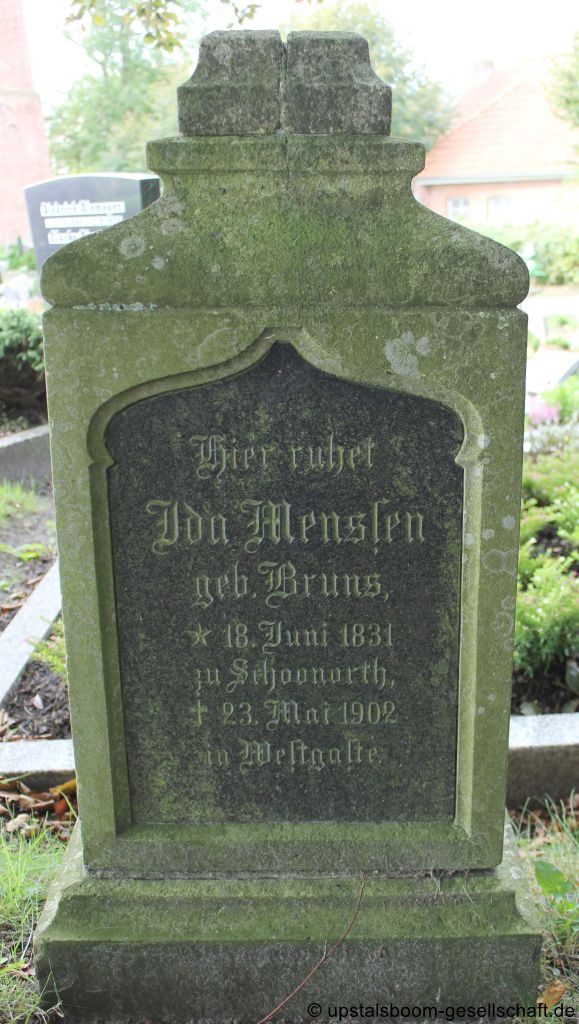 Hier ruhet
Ida Menssen
geb. Bruns,
* 18. Juni 1831
zu Schoonorth,
† 23. Mai 1902
in Westgaste.
© upstalsboom-gesellschaft.de